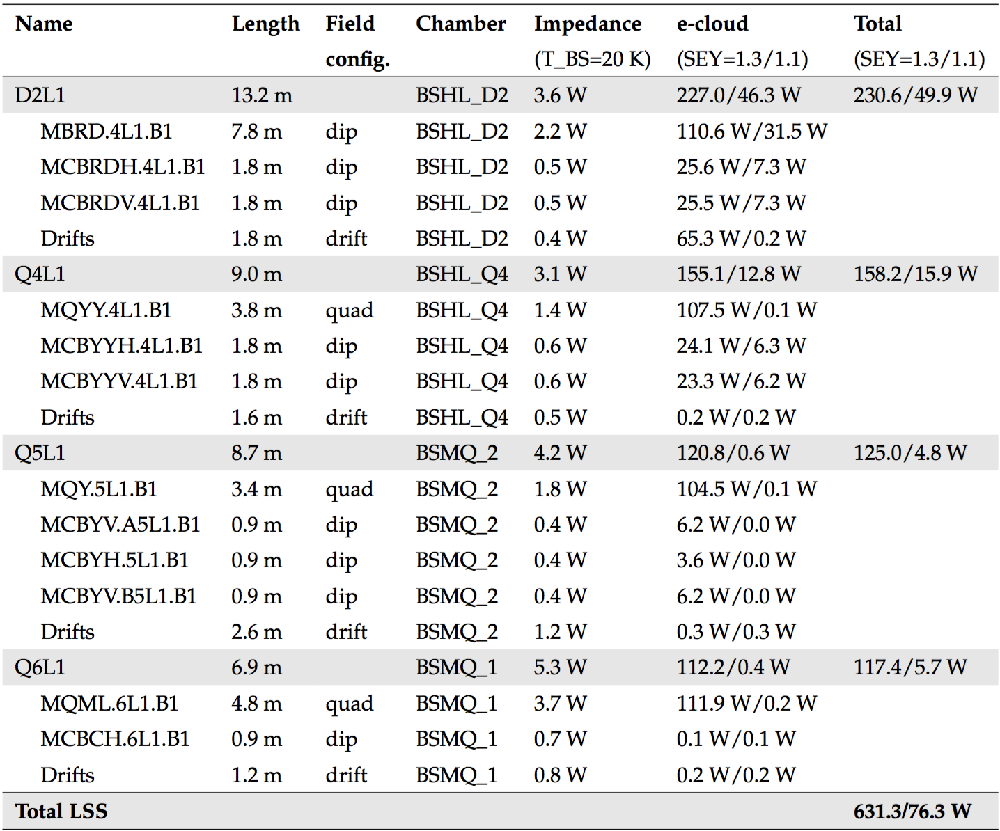 Name Length Field Chamber Impedance e-cloud Total
config. (T_BS=20 K) (SEY=1.3/1.1) (SEY=1.3/1.1)
D2L1 13.2 m BSHL_D2 3.6 W 227.0/46.3 W 230.6/49.9 W
MBRD.4L1.B1 7.8 m dip BSHL_D2 2.2 W 110.6 W/31.5 W
MCBRDH.4L1.B1 1.8 m dip BSHL_D2 0.5 W 25.6 W/7.3 W
MCBRDV.4L1.B1 1.8 m dip BSHL_D2 0.5 W 25.5 W/7.3 W
Drifts 1.8 m drift BSHL_D2 0.4 W 65.3 W/0.2 W
Q4L1 9.0 m BSHL_Q4 3.1 W 155.1/12.8 W 158.2/15.9 W
MQYY.4L1.B1 3.8 m quad BSHL_Q4 1.4 W 107.5 W/0.1 W
MCBYYH.4L1.B1 1.8 m dip BSHL_Q4 0.6 W 24.1 W/6.3 W
MCBYYV.4L1.B1 1.8 m dip BSHL_Q4 0.6 W 23.3 W/6.2 W
Drifts 1.6 m drift BSHL_Q4 0.5 W 0.2 W/0.2 W
Q5L1 8.7 m BSMQ_2 4.2 W 120.8/0.6 W 125.0/4.8 W
MQY.5L1.B1 3.4 m quad BSMQ_2 1.8 W 104.5 W/0.1 W
MCBYV.A5L1.B1 0.9 m dip BSMQ_2 0.4 W 6.2 W/0.0 W
MCBYH.5L1.B1 0.9 m dip BSMQ_2 0.4 W 3.6 W/0.0 W
MCBYV.B5L1.B1 0.9 m dip BSMQ_2 0.4 W 6.2 W/0.0 W
Drifts 2.6 m drift BSMQ_2 1.2 W 0.3 W/0.3 W
Q6L1 6.9 m BSMQ_1 5.3 W 112.2/0.4 W 117.4/5.7 W
MQML.6L1.B1 4.8 m quad BSMQ_1 3.7 W 111.9 W/0.2 W
MCBCH.6L1.B1 0.9 m dip BSMQ_1 0.7 W 0.1 W/0.1 W
Drifts 1.2 m drift BSMQ_1 0.8 W 0.2 W/0.2 W
Total LSS 631.3/76.3 W